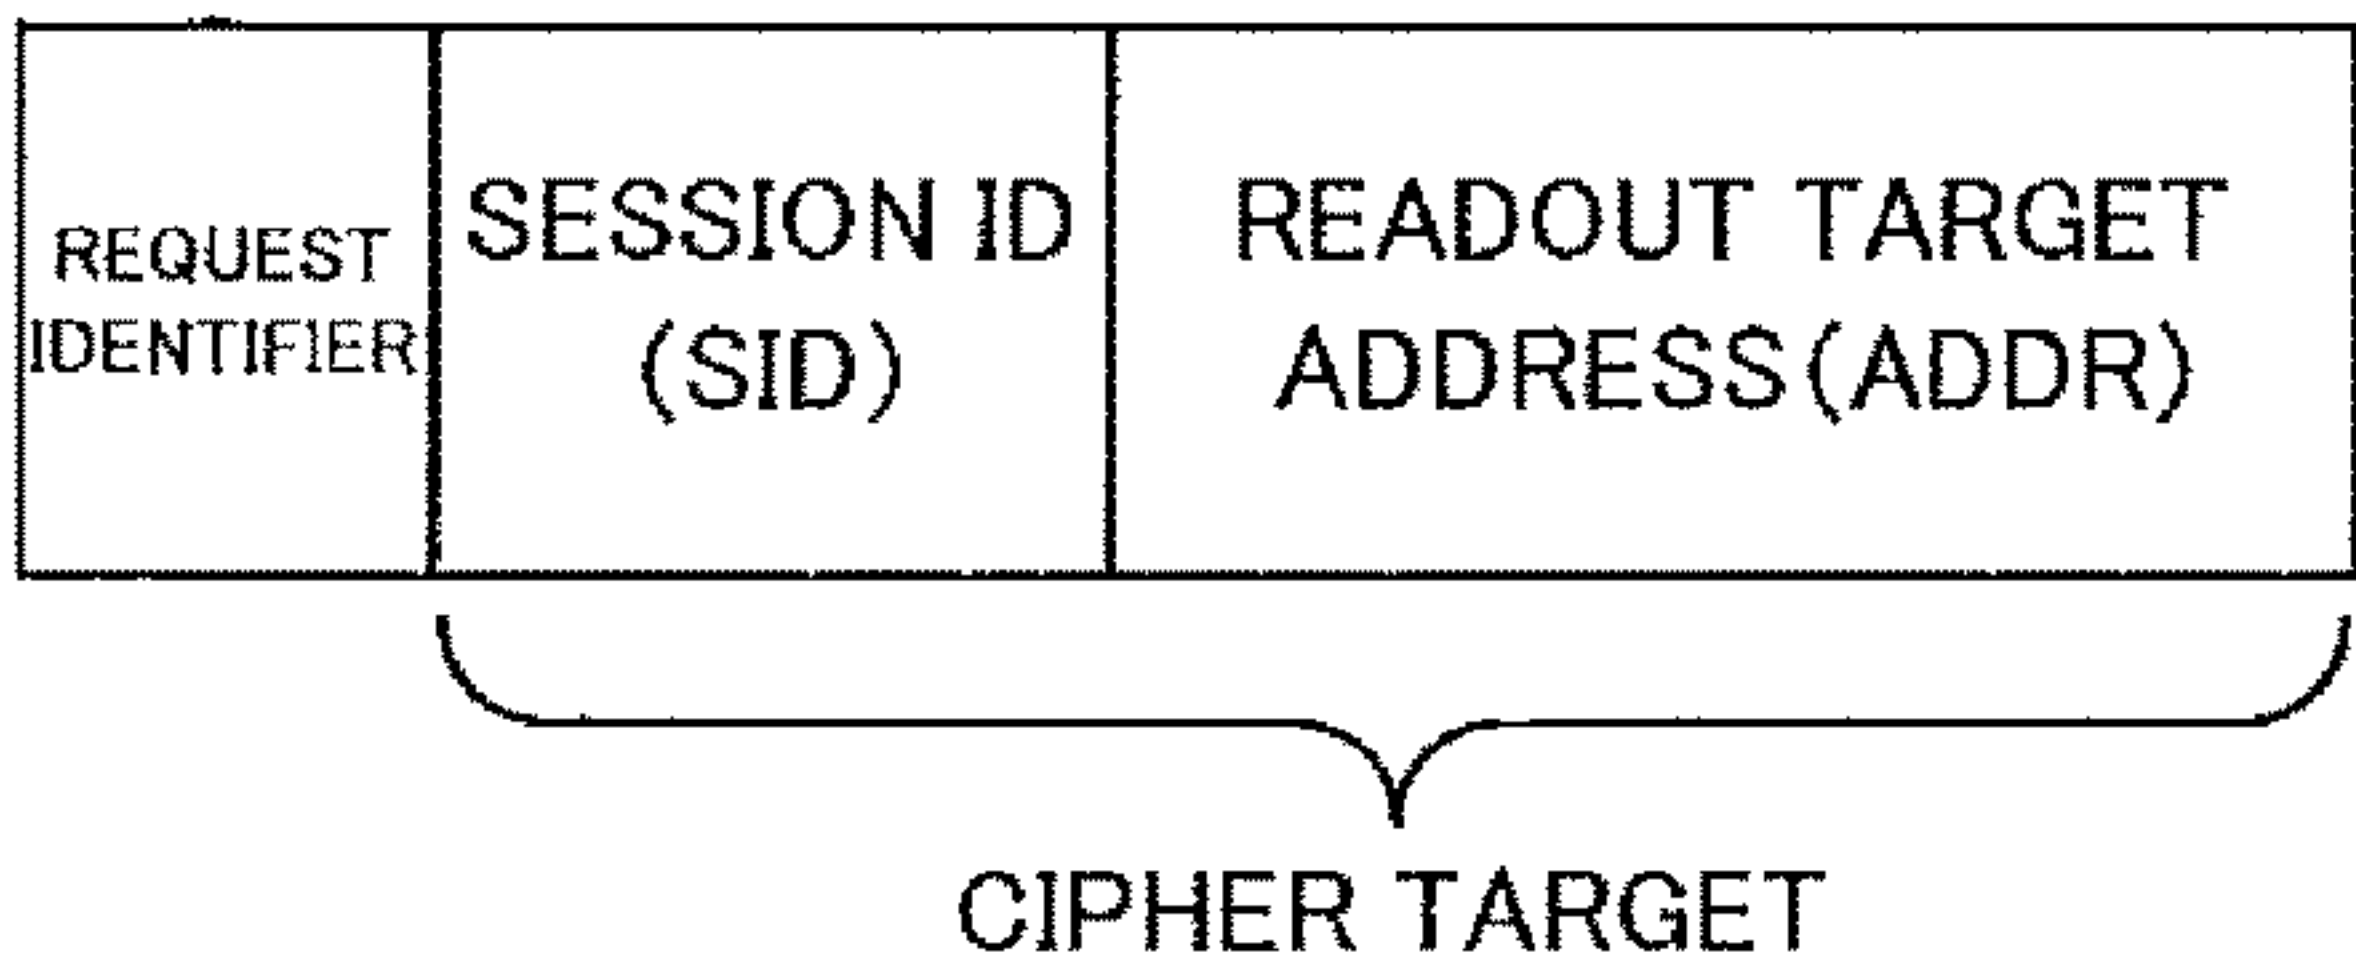 REQUEST
IDENTIFIER
SESSION ID
(SID)
READOUT TARGET
ADDRESS(ADDR)
CIPHER TARGET